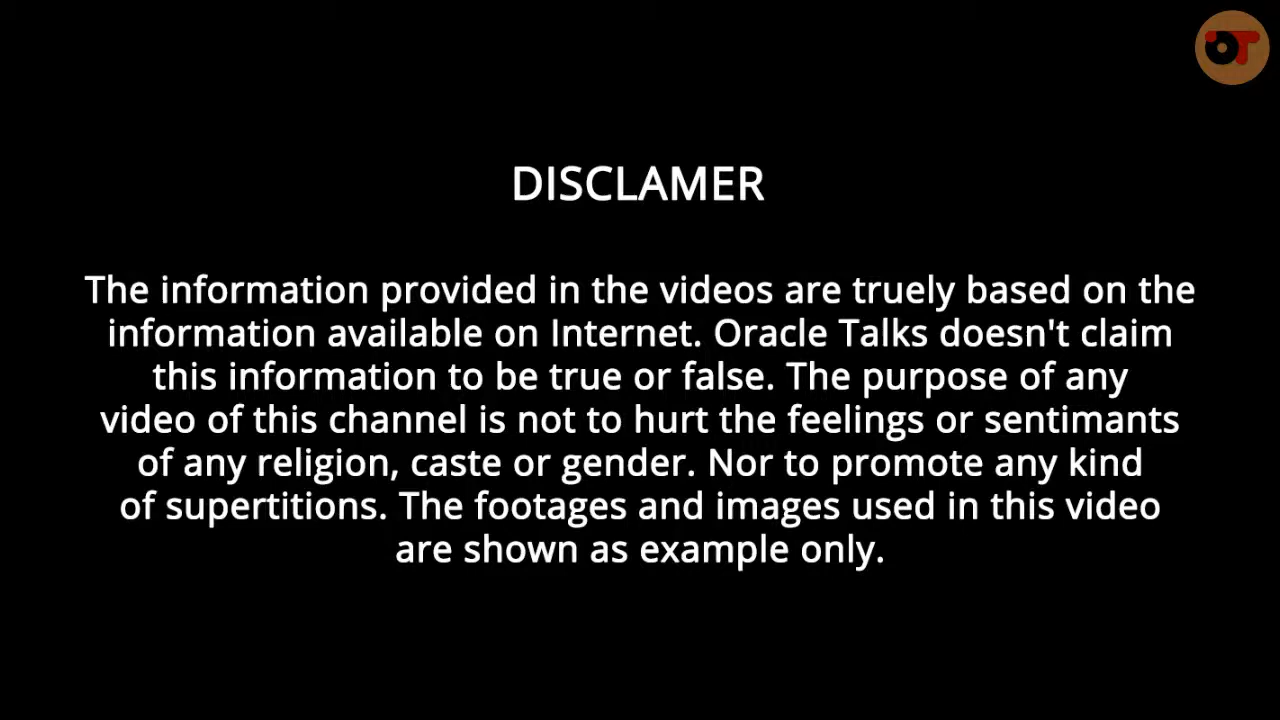 OT
DISCLAMER
The information provided in the videos are truely based on the
information available on Internet. Oracle Talks doesn't claim
this information to be true or false. The purpose of any
video of this channel is not to hurt the feelings or sentimants
of any religion, caste or gender. Nor to promote any kind
of supertitions. The footages and images used in this video
are shown as example only.